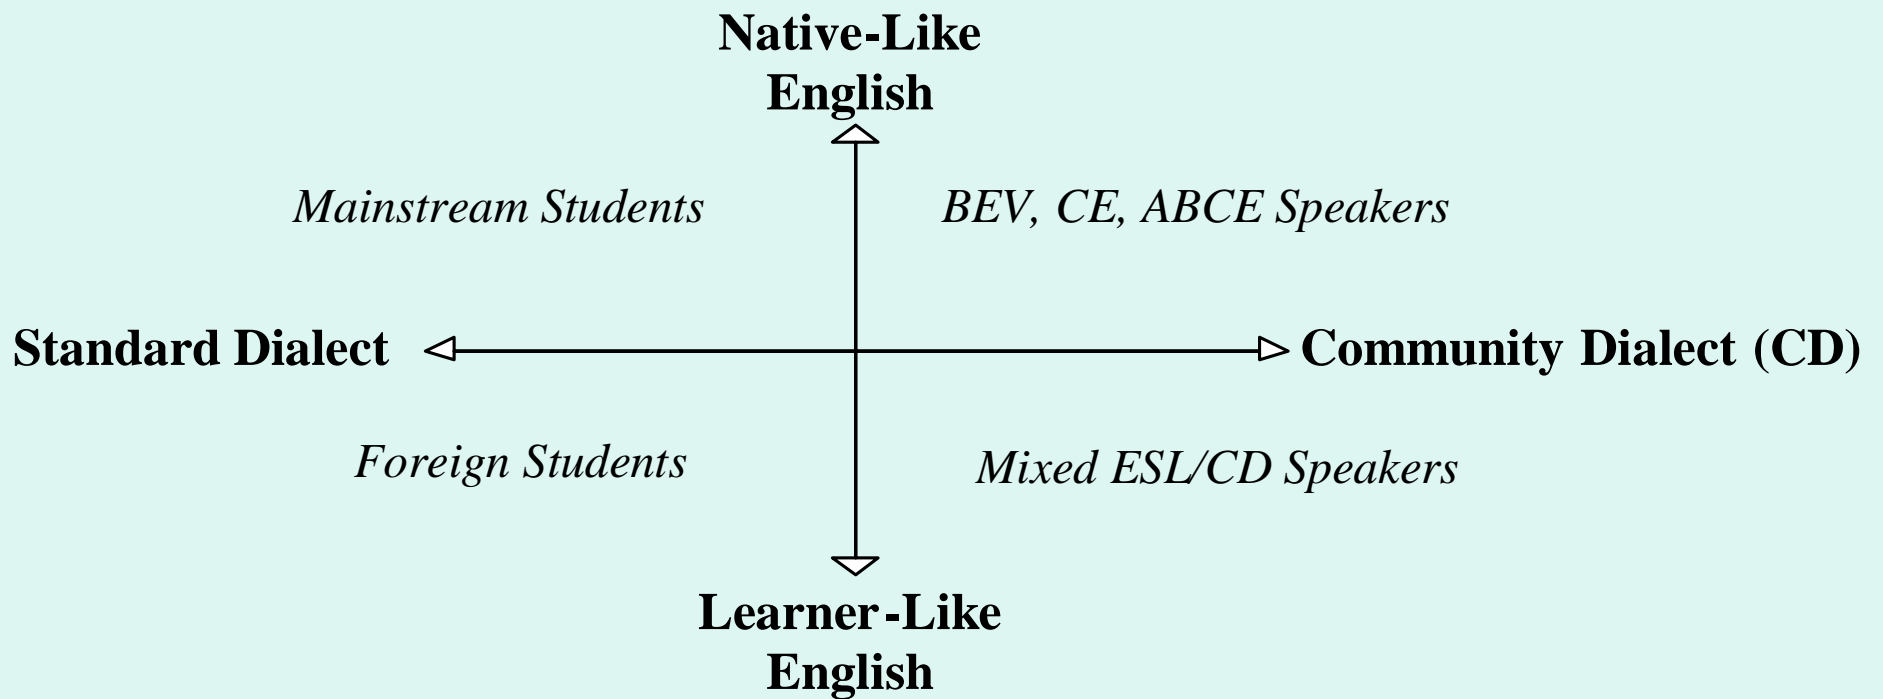 Native-Like
English
Mainstream Students
BEV, CE, ABCE Speakers
Standard Dialect
Community Dialect (CD)
Foreign Students
Mixed ESL/CD Speakers
Learner-Like
English